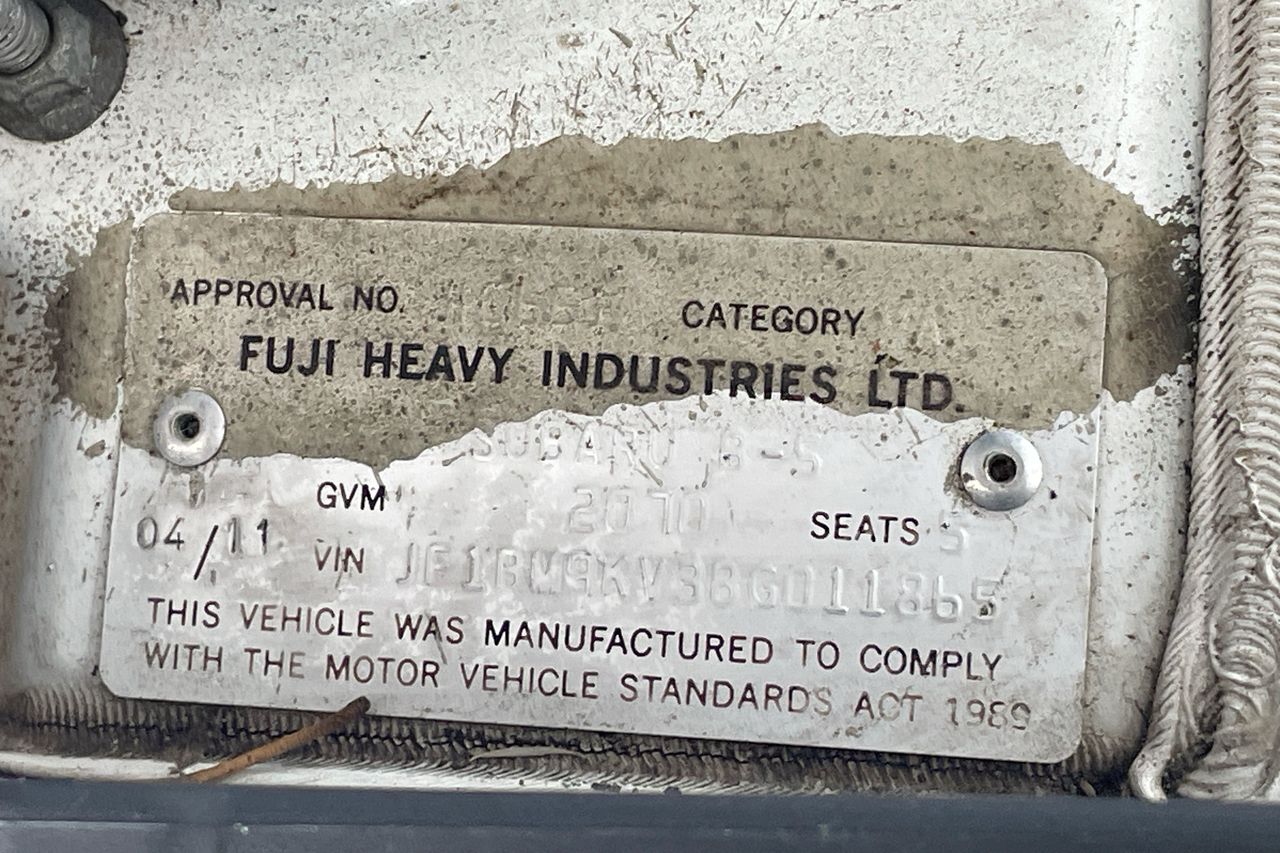 APPROVAL NO. CATEGORY
FUJI HEAVY INDUSTRIES LTD.
SUBARU B-5
GVM 2070 SEATS 5
04/11 VIN JF1BM9KV3BG011865
THIS VEHICLE WAS MANUFACTURED TO COMPLY
WITH THE MOTOR VEHICLE STANDARDS ACT 1989